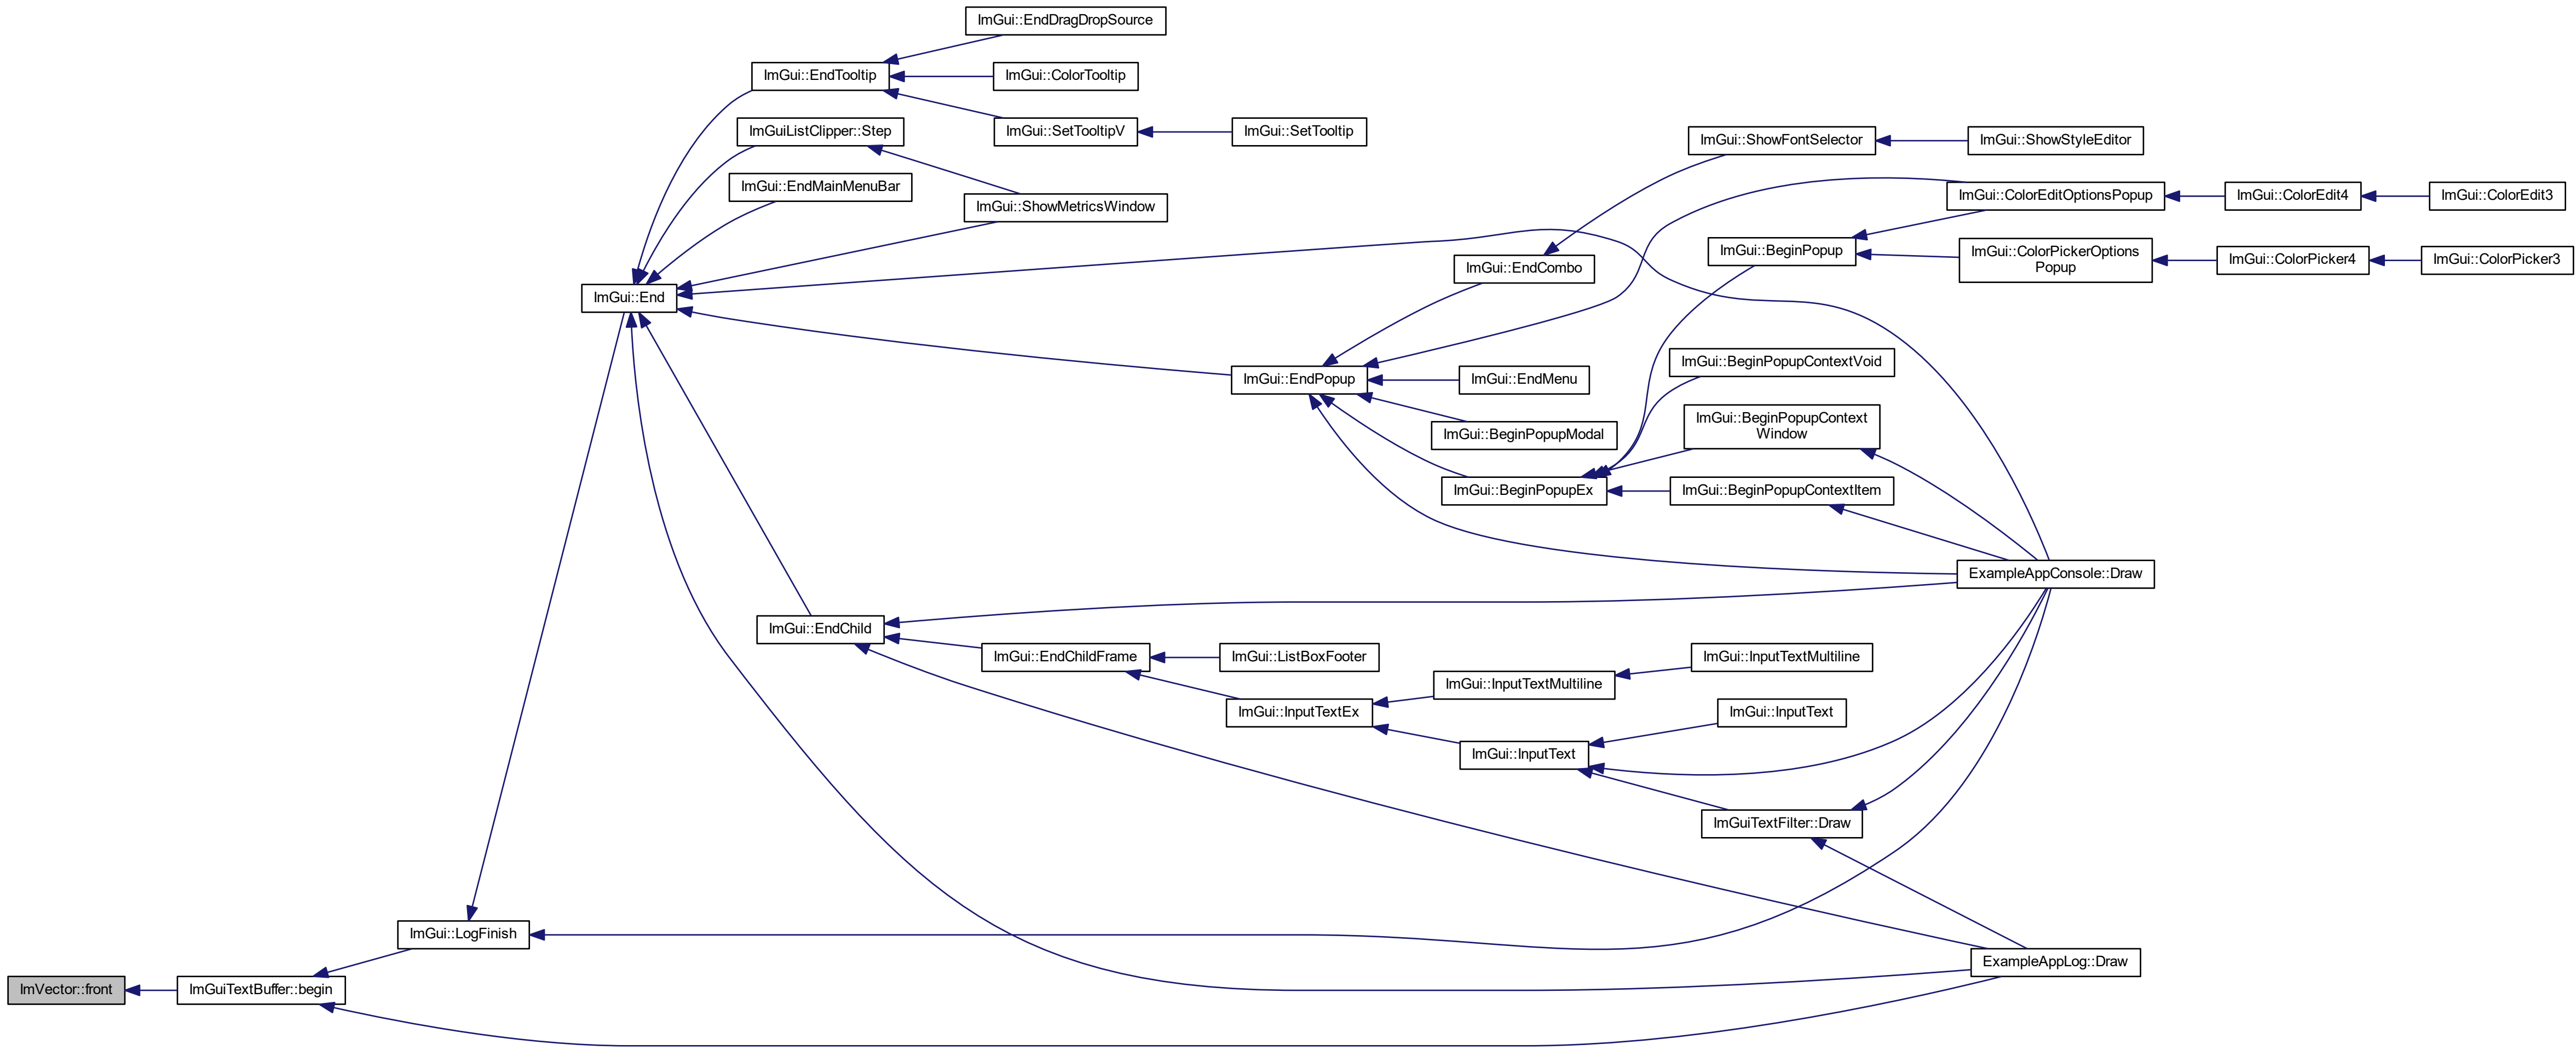 ImGui::EndDragDropSource
ImGui::EndTooltip
ImGui::ColorTooltip
ImGuiListClipper::Step
ImGui::SetTooltipV
ImGui::SetTooltip
ImGui::ShowFontSelector
ImGui::ShowStyleEditor
ImGui::EndMainMenuBar
ImGui::ShowMetricsWindow
ImGui::ColorEditOptionsPopup
ImGui::ColorEdit4
ImGui::ColorEdit3
ImGui::BeginPopup
ImGui::ColorPickerOptions
Popup
ImGui::ColorPicker4
ImGui::ColorPicker3
ImGui::EndCombo
ImGui::End
ImGui::EndPopup
ImGui::EndMenu
ImGui::BeginPopupContextVoid
ImGui::BeginPopupModal
ImGui::BeginPopupContext
Window
ImGui::BeginPopupEx
ImGui::BeginPopupContextItem
ExampleAppConsole::Draw
ImGui::EndChild
ImGui::EndChildFrame
ImGui::ListBoxFooter
ImGui::InputTextMultiline
ImGui::InputTextMultiline
ImGui::InputTextEx
ImGui::InputText
ImGui::InputText
ImGuiTextFilter::Draw
ImGui::LogFinish
ExampleAppLog::Draw
ImVector::front
ImGuiTextBuffer::begin